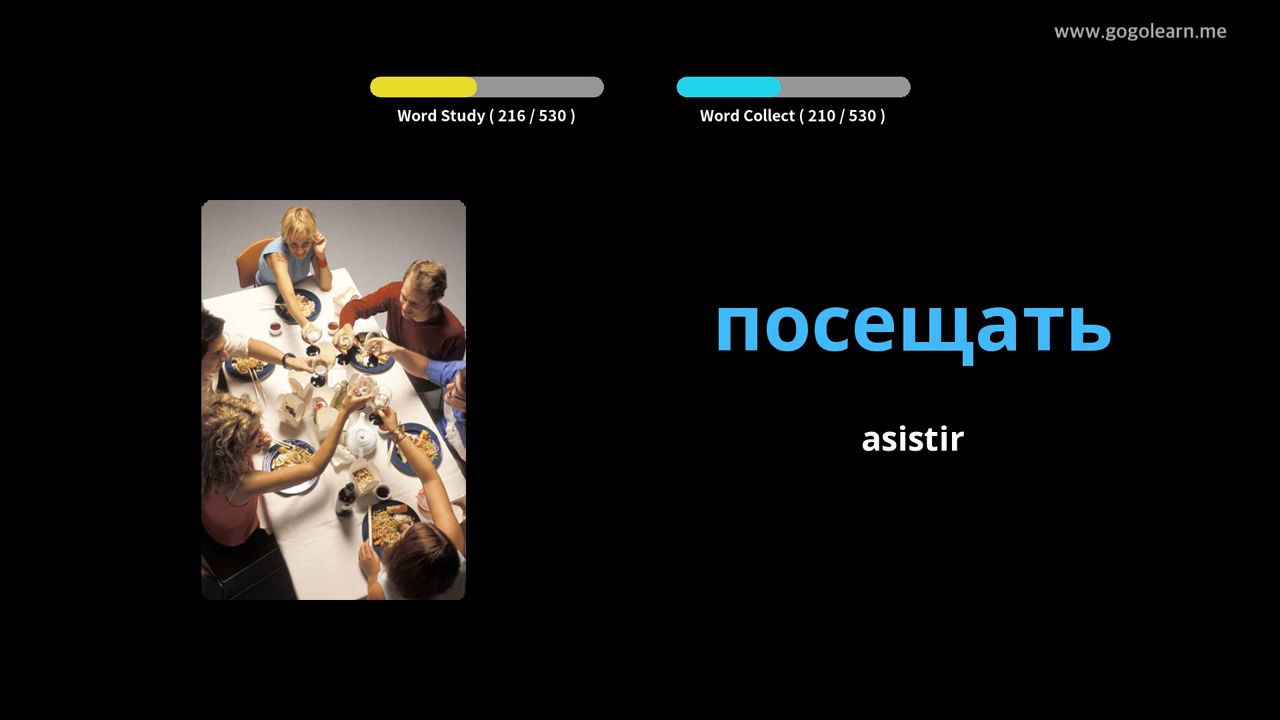 www.gogolearn.me
Word Study ( 216 / 530 )
Word Collect ( 210 / 530 )
посещать
asistir